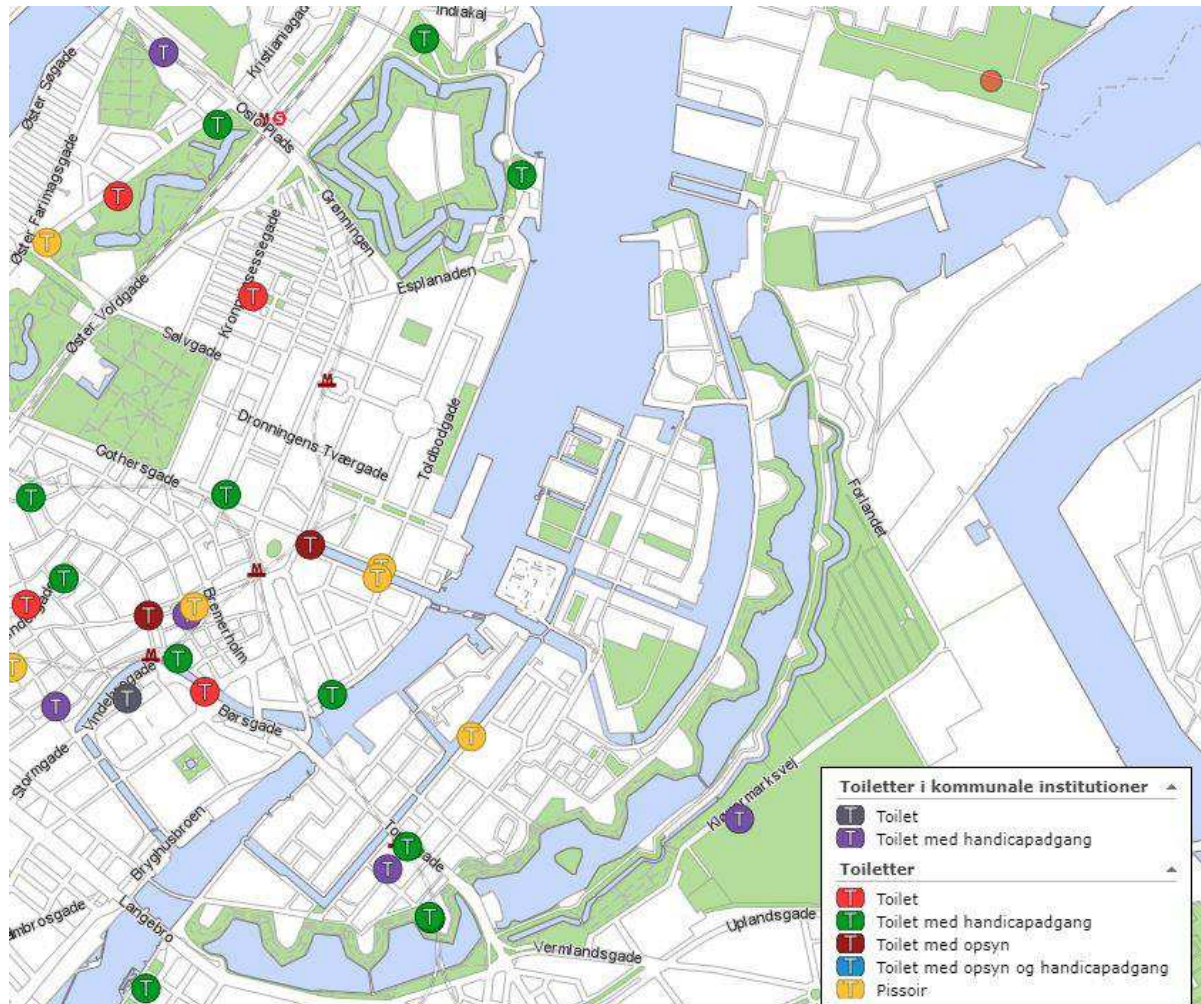 Indiakaj
Kristianiagade
Øster Søgade
Oslo Plads
Øster Farimagsgade
Grønningen
Esplanaden
Øster Voldgade
Sølvgade
Dronningens Tværgade
Toldbodgade
Gothersgade
Forlandet
Bremerholm
Vindebrogade
Børsgade
Stormgade
Bryghusbroen
Kløvermarksvej
Langebro
Uplandsgade
Vermlandsgade
Toiletter i kommunale institutioner
T Toilet
T Toilet med handicapadgang
Toiletter
T Toilet
T Toilet med handicapadgang
T Toilet med opsyn
T Toilet med opsyn og handicapadgang
T Pissoir